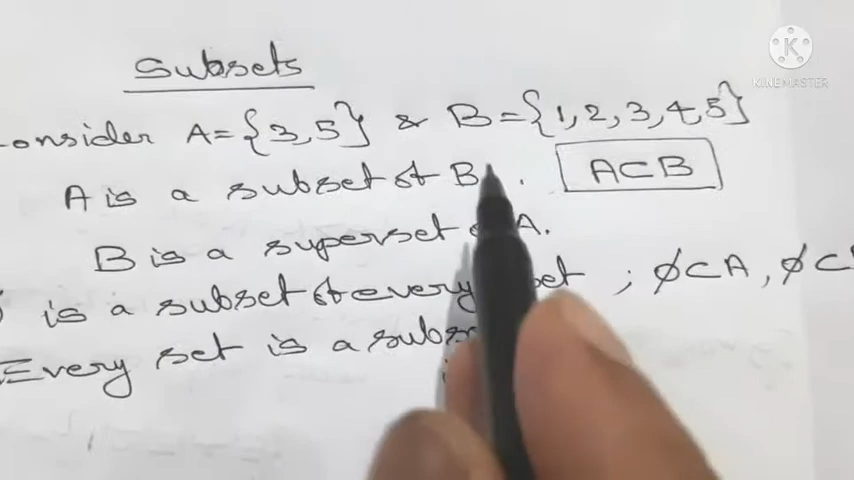 KINEMASTER
Subsets
onsider A={3,5} & B={1,2,3,4,5}
A is a subset of B. A⊂B
B is a superset A.
is a subset of every set ; ∅⊂A, ∅⊂
Every set is a